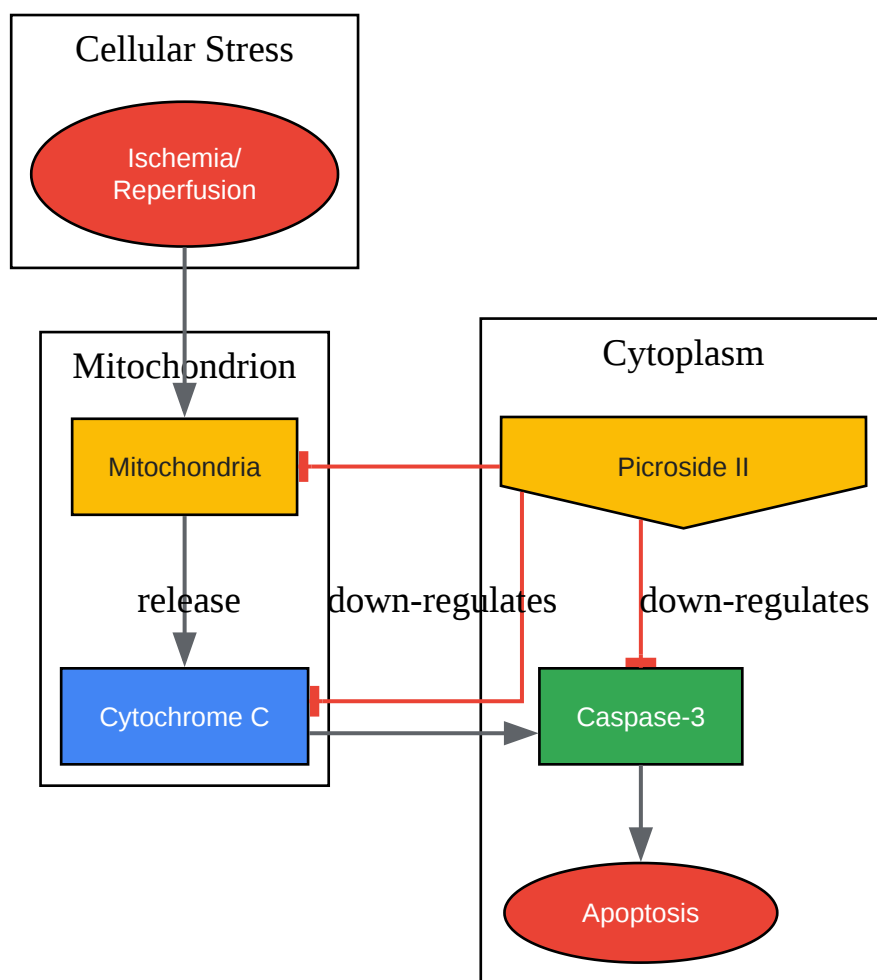 Cellular Stress
Ischemia/
Reperfusion
Mitochondrion
Cytoplasm
Mitochondria
Picroside II
release
down-regulates
down-regulates
Cytochrome C
Caspase-3
Apoptosis